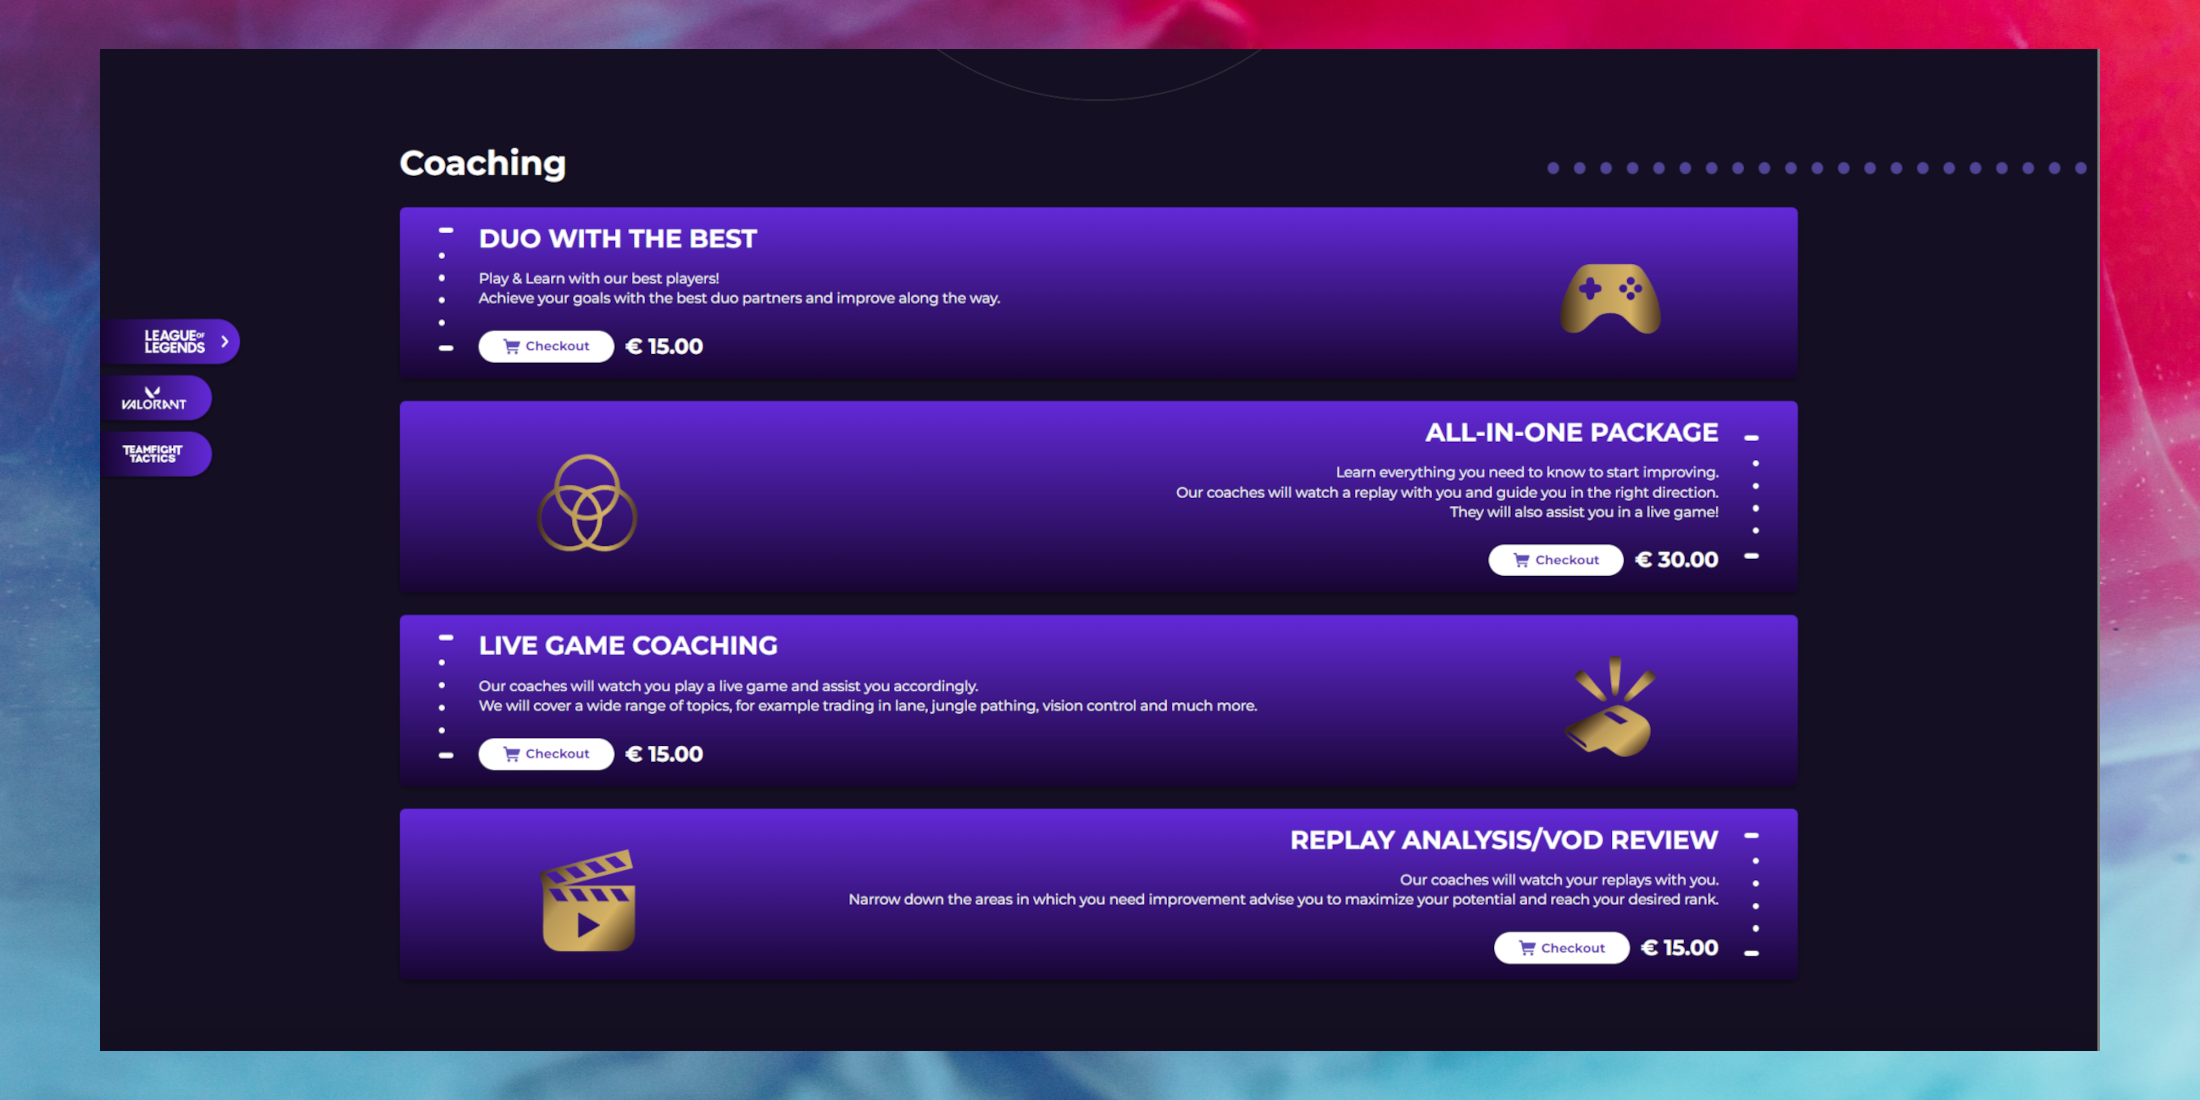 Coaching
DUO WITH THE BEST
Play & Learn with our best players!
Achieve your goals with the best duo partners and improve along the way.
Checkout € 15.00
LEAGUE OF
LEGENDS
VALORANT
TEAMFIGHT
TACTICS
ALL-IN-ONE PACKAGE
Learn everything you need to know to start improving.
Our coaches will watch a replay with you and guide you in the right direction.
They will also assist you in a live game!
Checkout € 30.00
LIVE GAME COACHING
Our coaches will watch you play a live game and assist you accordingly.
We will cover a wide range of topics, for example trading in lane, jungle pathing, vision control and much more.
Checkout € 15.00
REPLAY ANALYSIS/VOD REVIEW
Our coaches will watch your replays with you.
Narrow down the areas in which you need improvement advise you to maximize your potential and reach your desired rank.
Checkout € 15.00